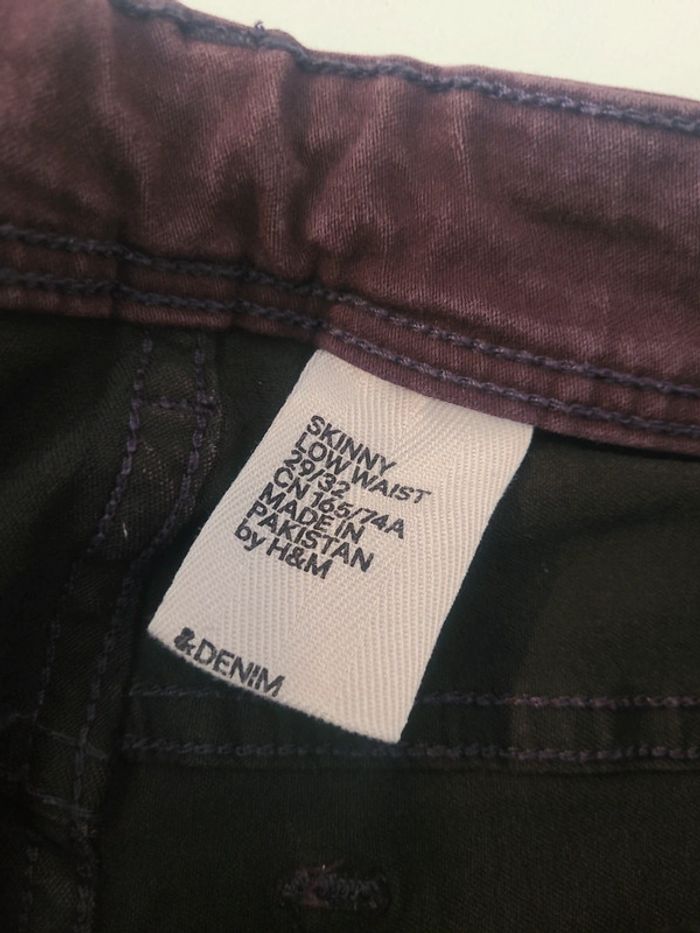 SKINNY
LOW WAIST
29/32
CN 165/74A
MADE IN
PAKISTAN
by H&M
&DENIM